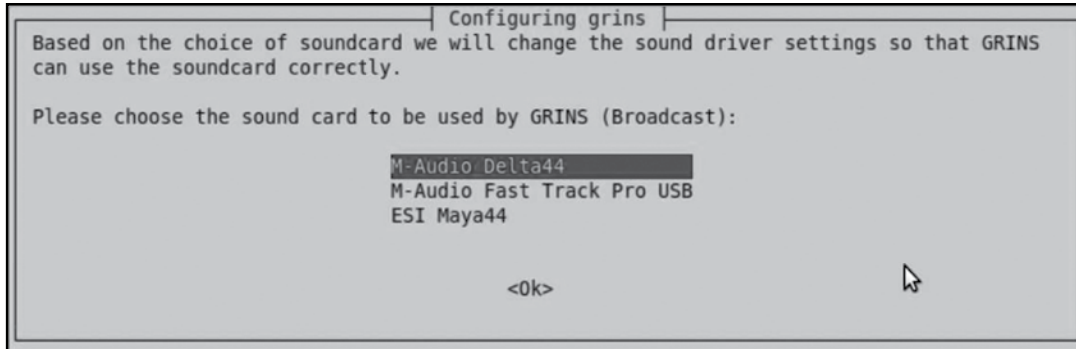 Configuring grins
Based on the choice of soundcard we will change the sound driver settings so that GRINS
can use the soundcard correctly.
Please choose the sound card to be used by GRINS (Broadcast):
M-Audio Delta44
M-Audio Fast Track Pro USB
ESI Maya44
<Ok>